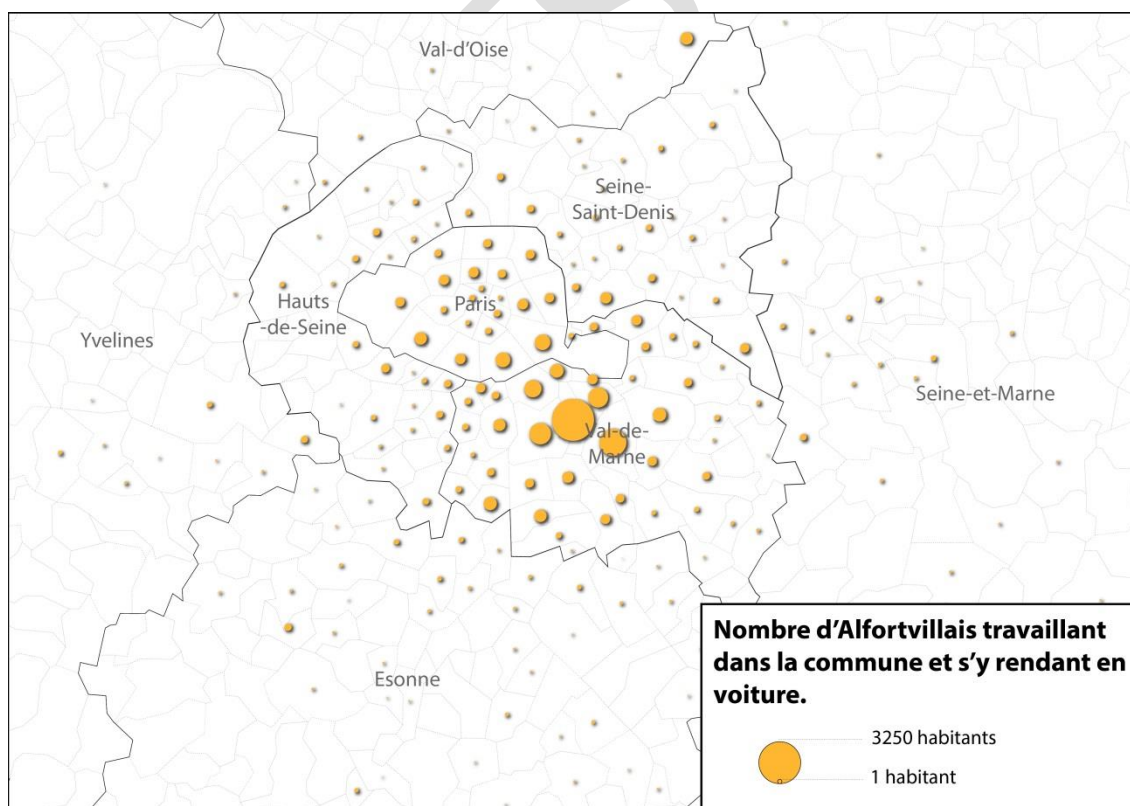 Val-d'Oise
Seine-
Saint-Denis
Hauts
-de-Seine
Paris
Yvelines
Seine-et-Marne
Val-de-
Marne
Esonne
Nombre d'Alfortvillais travaillant
dans la commune et s'y rendant en
voiture.
3250 habitants
1 habitant